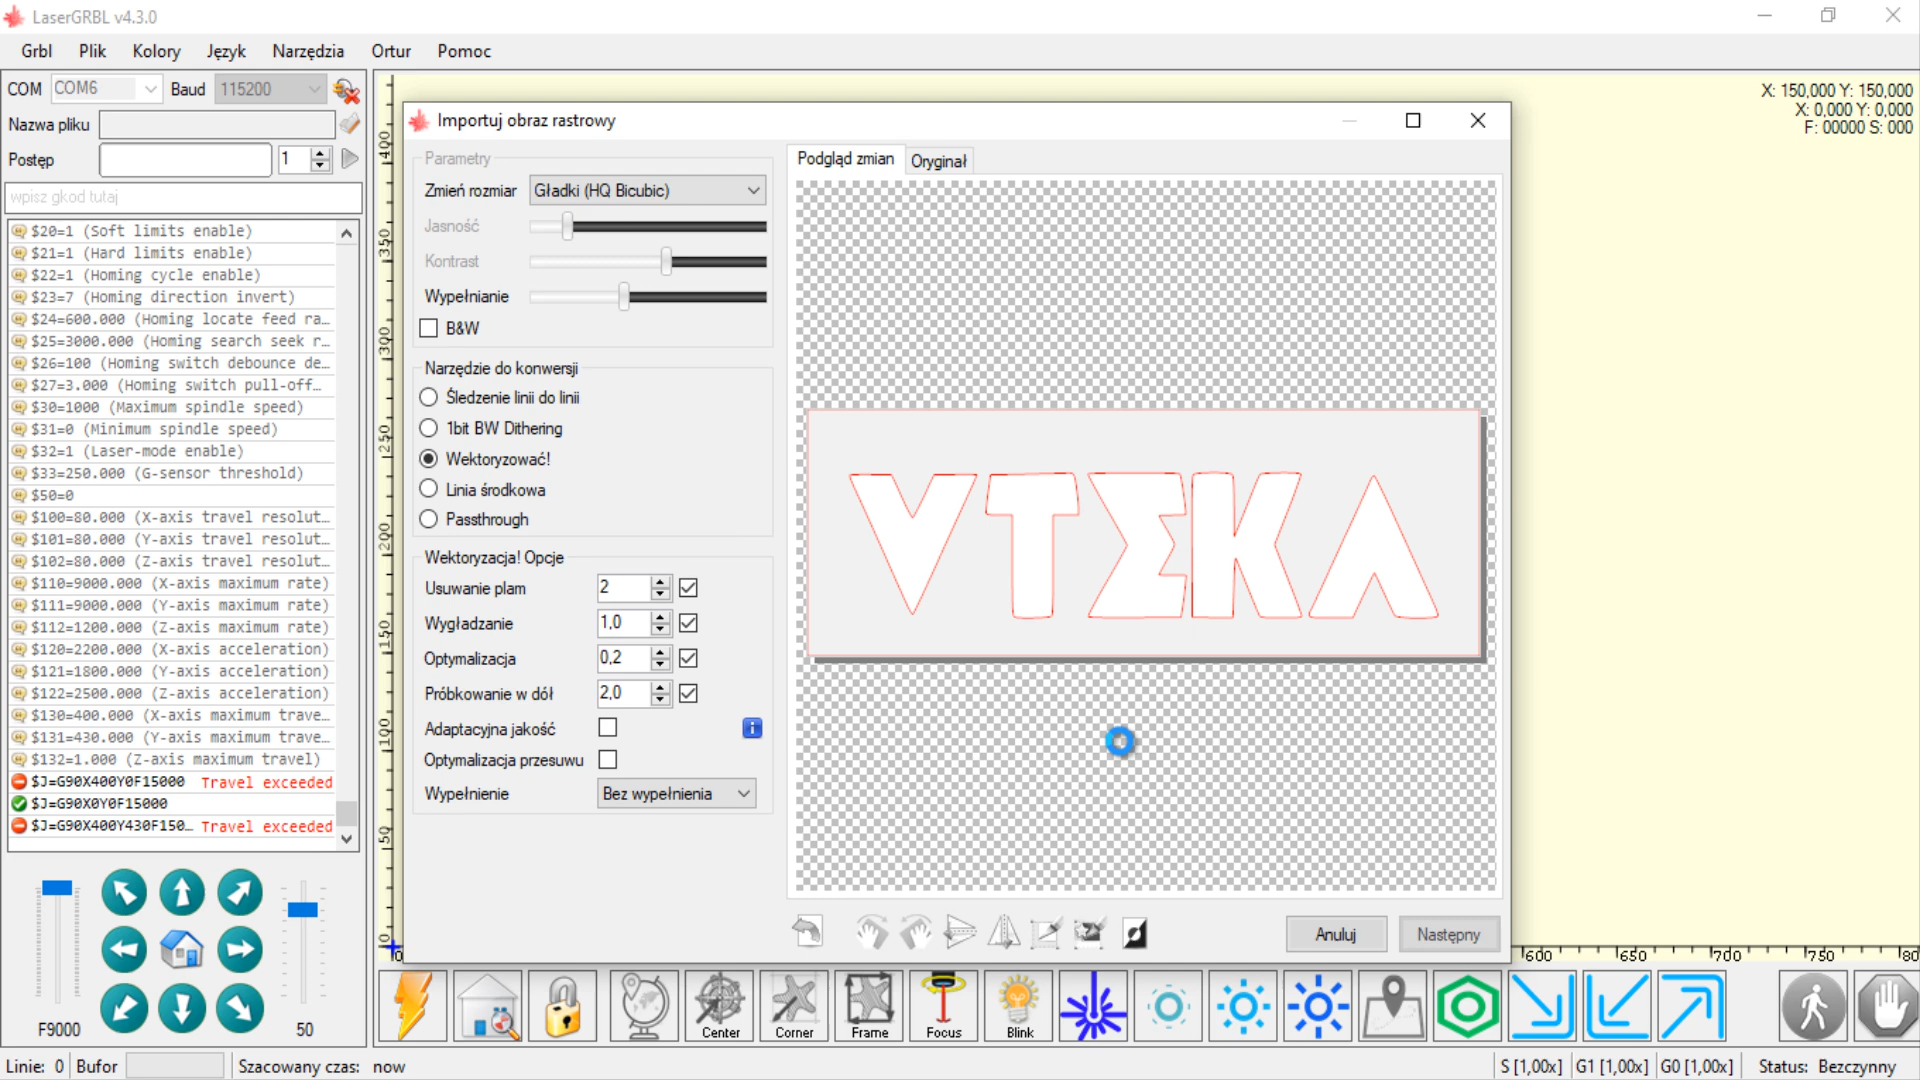 LaserGRBL v4.3.0
Grbl Plik Kolory Język Narzędzia Ortur Pomoc
COM COM6 Baud 115200
Nazwa pliku
Postęp 1
wpisz gkod tutaj
$20=1 (Soft limits enable)
$21=1 (Hard limits enable)
$22=1 (Homing cycle enable)
$23=7 (Homing direction invert)
$24=600.000 (Homing locate feed ra…
$25=3000.000 (Homing search seek r…
$26=100 (Homing switch debounce de…
$27=3.000 (Homing switch pull-off…
$30=1000 (Maximum spindle speed)
$31=0 (Minimum spindle speed)
$32=1 (Laser-mode enable)
$33=250.000 (G-sensor threshold)
$50=0
$100=80.000 (X-axis travel resolut…
$101=80.000 (Y-axis travel resolut…
$102=80.000 (Z-axis travel resolut…
$110=9000.000 (X-axis maximum rate)
$111=9000.000 (Y-axis maximum rate)
$112=1200.000 (Z-axis maximum rate)
$120=2200.000 (X-axis acceleration)
$121=1800.000 (Y-axis acceleration)
$122=2500.000 (Z-axis acceleration)
$130=400.000 (X-axis maximum trave…
$131=430.000 (Y-axis maximum trave…
$132=1.000 (Z-axis maximum travel)
$J=G90X400Y0F15000 Travel exceeded
$J=G90X0Y0F15000
$J=G90X400Y430F150… Travel exceeded
F9000
50
400
350
300
250
200
150
100
50
0
X: 150,000 Y: 150,000
X: 0,000 Y: 0,000
F: 00000 S: 000
Importuj obraz rastrowy
Parametry
Zmień rozmiar Gładki (HQ Bicubic)
Jasność
Kontrast
Wypełnianie
B&W
Narzędzie do konwersji
Śledzenie linii do linii
1bit BW Dithering
Wektoryzować!
Linia środkowa
Passthrough
Wektoryzacja! Opcje
Usuwanie plam 2
Wygładzanie 1,0
Optymalizacja 0,2
Próbkowanie w dół 2,0
Adaptacyjna jakość
Optymalizacja przesuwu
Wypełnienie Bez wypełnienia
Podgląd zmian Oryginał
VTEKA
Anuluj Następny
600 650 700 750
Center Corner Frame Focus Blink
Linie: 0 Bufor Szacowany czas: now
S [1,00x] G1 [1,00x] G0 [1,00x] Status: Bezczynny